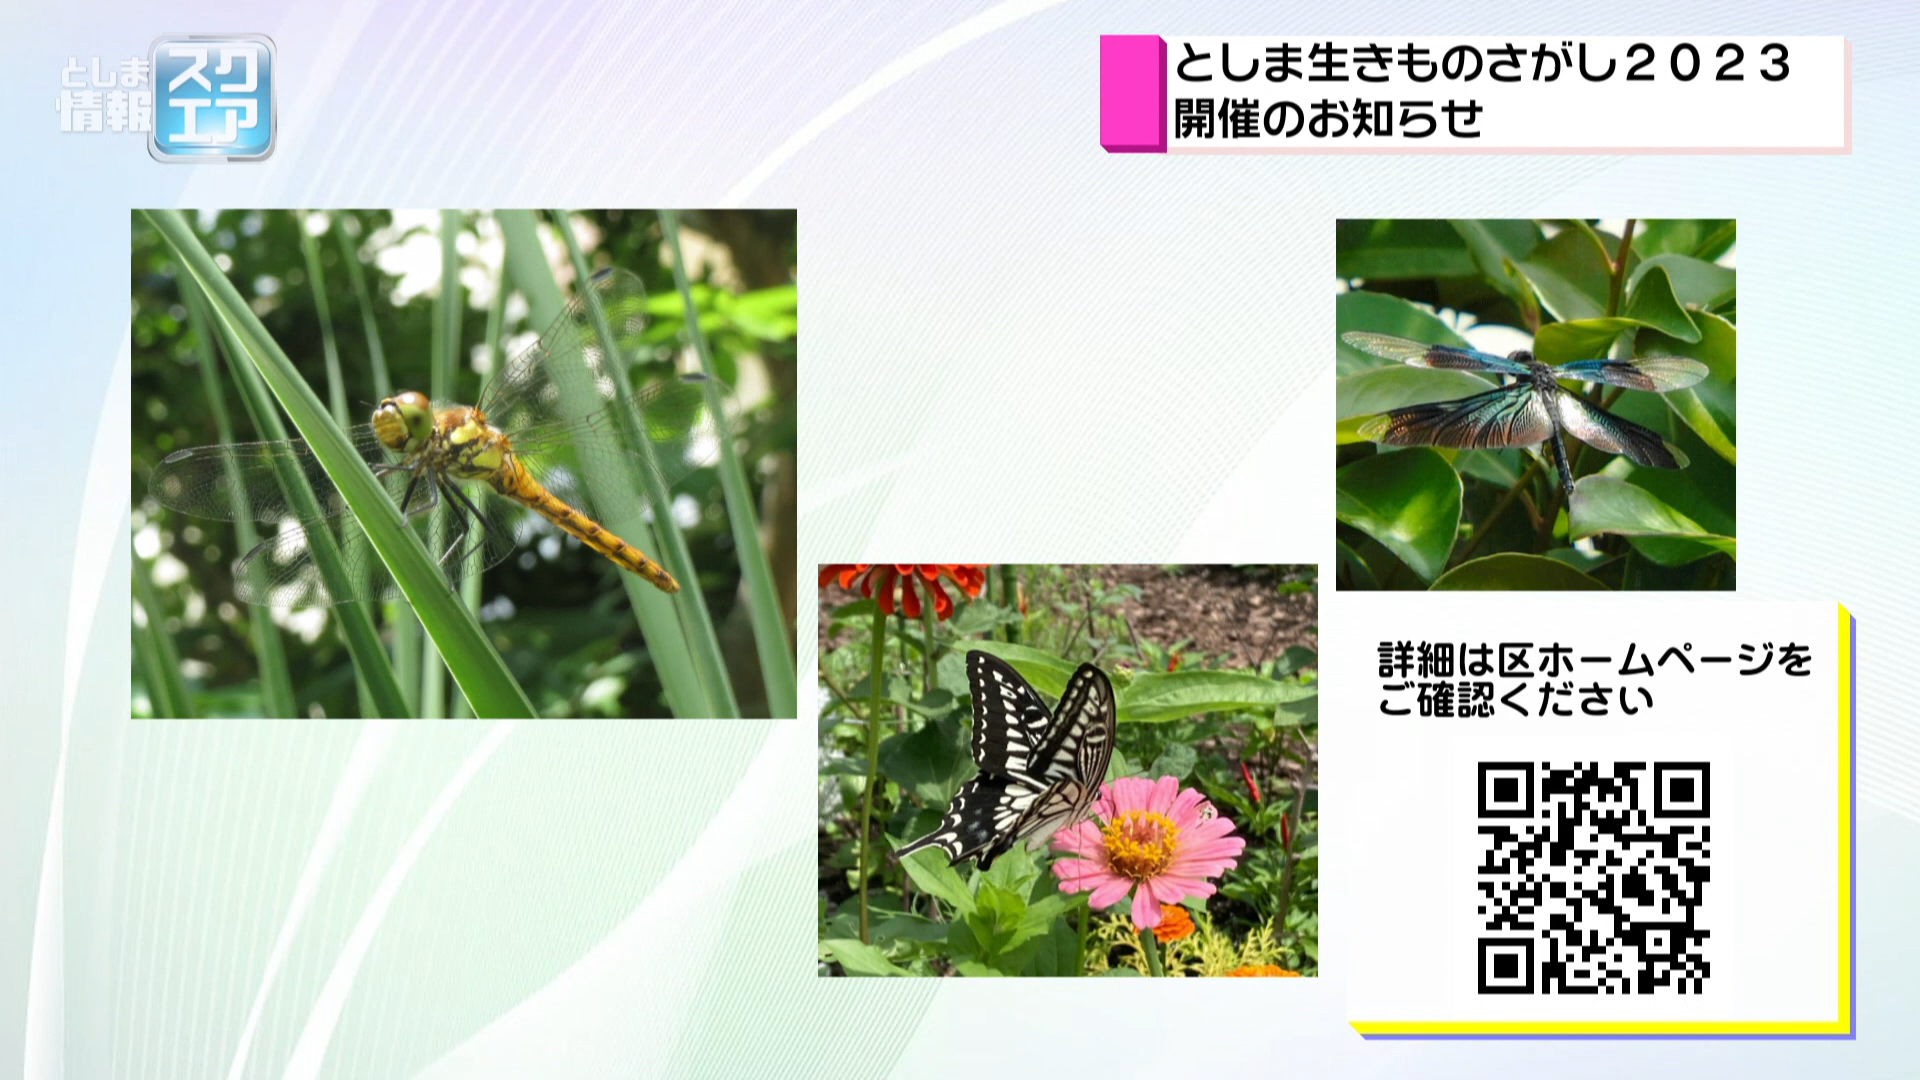 としま
情報
スク
エア
としま生きものさがし２０２３
開催のお知らせ
詳細は区ホームページを
ご確認ください